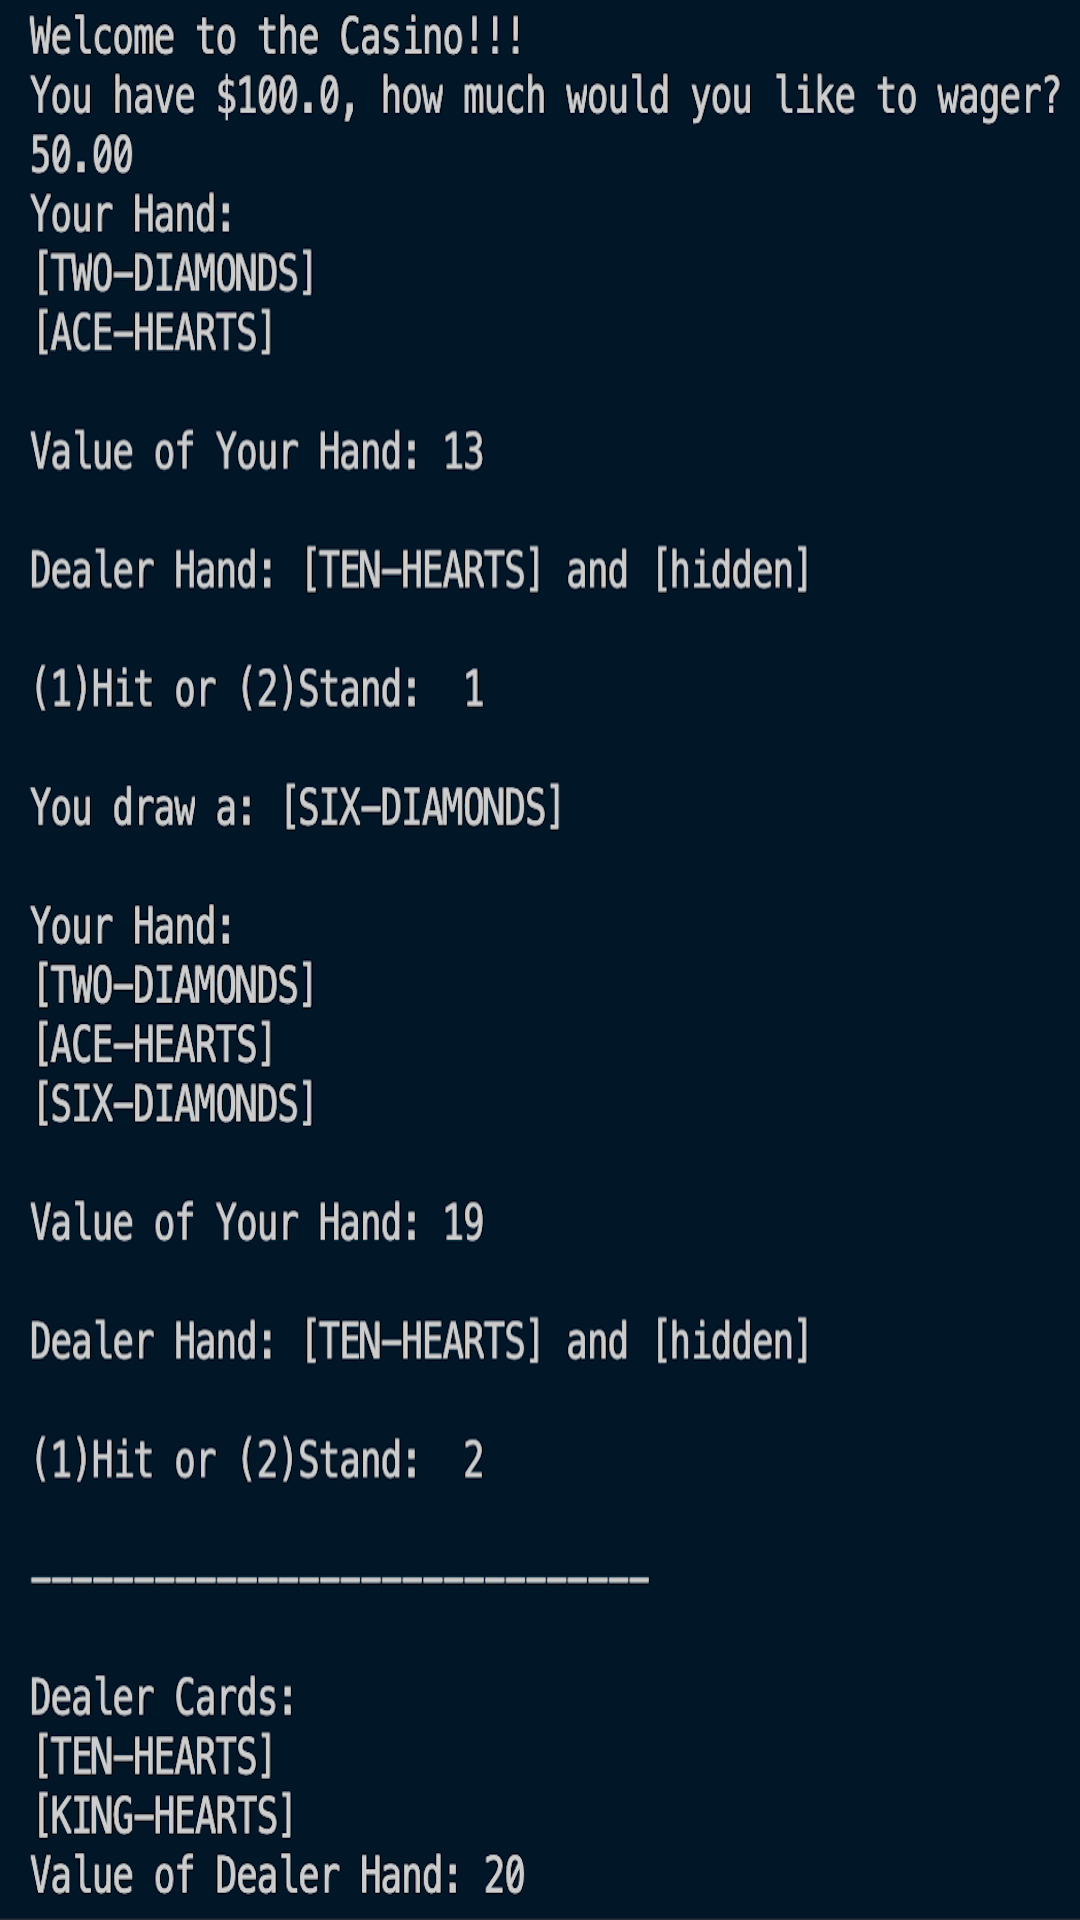 Welcome to the Casino!!!
You have $100.0, how much would you like to wager?
50.00
Your Hand:
[TWO-DIAMONDS]
[ACE-HEARTS]
Value of Your Hand: 13
Dealer Hand: [TEN-HEARTS] and [hidden]
(1)Hit or (2)Stand:  1
You draw a: [SIX-DIAMONDS]
Your Hand:
[TWO-DIAMONDS]
[ACE-HEARTS]
[SIX-DIAMONDS]
Value of Your Hand: 19
Dealer Hand: [TEN-HEARTS] and [hidden]
(1)Hit or (2)Stand:  2
------------------------------
Dealer Cards:
[TEN-HEARTS]
[KING-HEARTS]
Value of Dealer Hand: 20